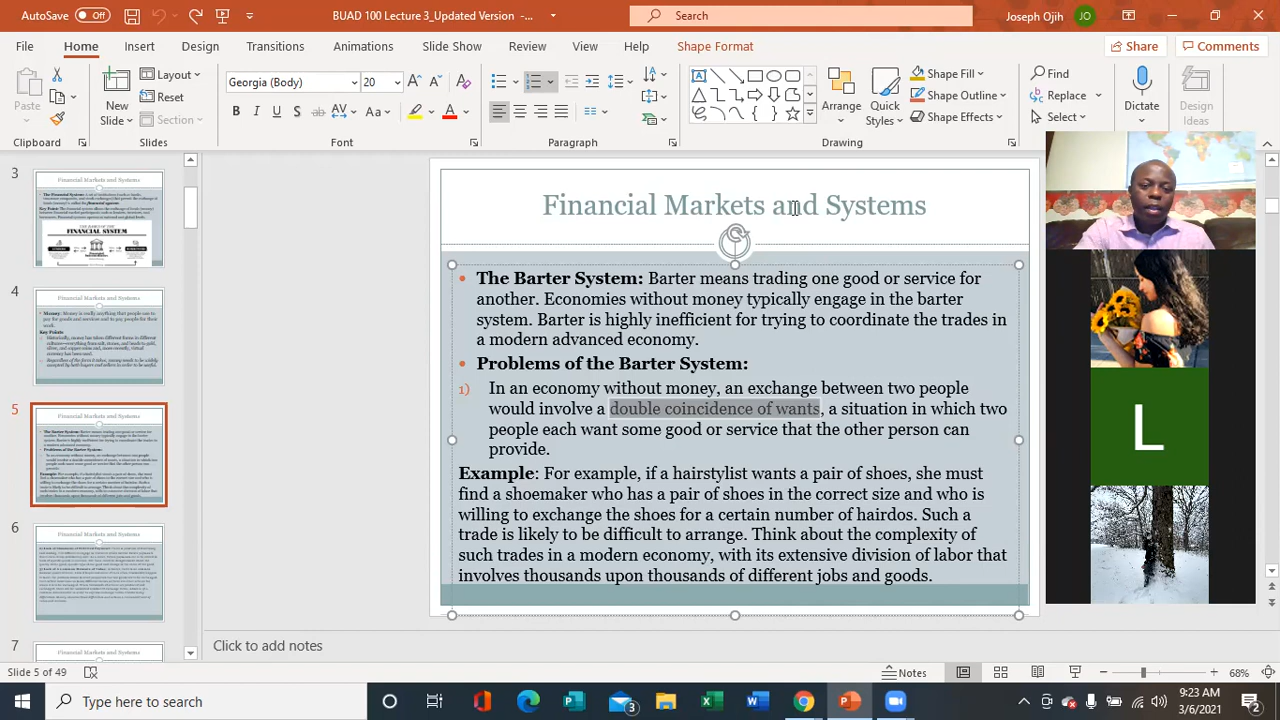 AutoSave Off BUAD 100 Lecture 3_Updated Version -... Search Joseph Ojih JO
File Home Insert Design Transitions Animations Slide Show Review View Help Shape Format Share Comments
Paste
New Slide
Layout
Reset
Section
Georgia (Body) 20
B I U S ab AV Aa A
Arrange
Quick Styles
Shape Fill
Shape Outline
Shape Effects
Find
Replace
Select
Dictate
Design Ideas
Clipboard Slides Font Paragraph Drawing
3
4
5
6
7
Financial Markets and Systems
The Barter System: Barter means trading one good or service for
another. Economies without money typically engage in the barter
system. Barter is highly inefficient for trying to coordinate the trades in
a modern advanced economy.
Problems of the Barter System:
1) In an economy without money, an exchange between two people
would involve a double coincidence of wants, a situation in which two
people each want some good or service that the other person can
provide.
Example: For example, if a hairstylist wants a pair of shoes, she must
find a shoemaker who has a pair of shoes in the correct size and who is
willing to exchange the shoes for a certain number of hairdos. Such a
trade is likely to be difficult to arrange. Think about the complexity of
such trades in a modern economy, with its extensive division of labor that
involves thousands upon thousands of different jobs and goods.
L
Click to add notes
Slide 5 of 49 Notes 68%
Type here to search
3
9:23 AM
3/6/2021
2